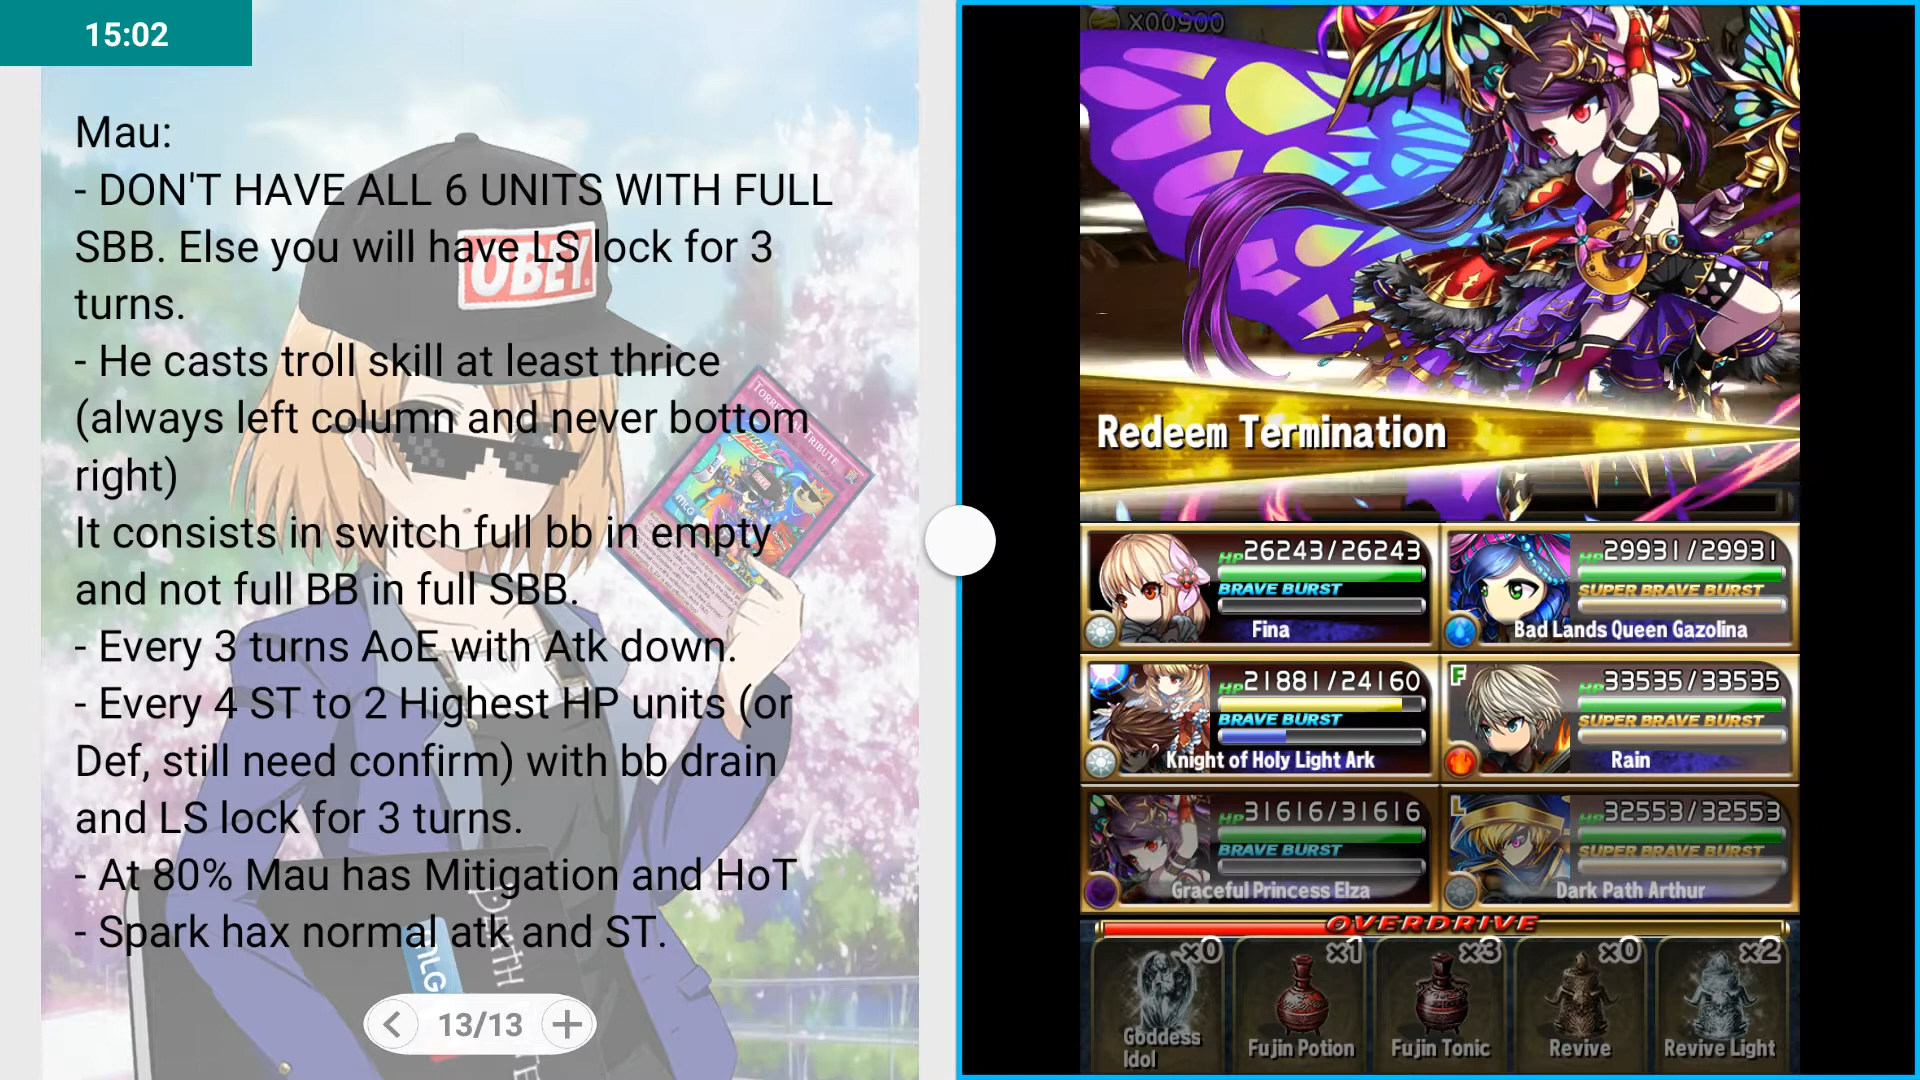 15:02
Mau:
- DON'T HAVE ALL 6 UNITS WITH FULL
SBB. Else you will have LS lock for 3
turns.
- He casts troll skill at least thrice
(always left column and never bottom
right)
It consists in switch full bb in empty
and not full BB in full SBB.
- Every 3 turns AoE with Atk down.
- Every 4 ST to 2 Highest HP units (or
Def, still need confirm) with bb drain
and LS lock for 3 turns.
- At 80% Mau has Mitigation and HoT
- Spark hax normal atk and ST.
OBEY.
MLG
DEATH
13/13
x00900
Redeem Termination
HP 26243/26243
BRAVE BURST
Fina
HP 29931/29931
SUPER BRAVE BURST
Bad Lands Queen Gazolina
HP 21881/24160
BRAVE BURST
Knight of Holy Light Ark
F
HP 33535/33535
SUPER BRAVE BURST
Rain
HP 31616/31616
BRAVE BURST
Graceful Princess Elza
L
HP 32553/32553
SUPER BRAVE BURST
Dark Path Arthur
OVERDRIVE
x0
Goddess
Idol
x1
Fujin Potion
x3
Fujin Tonic
x0
Revive
x2
Revive Light